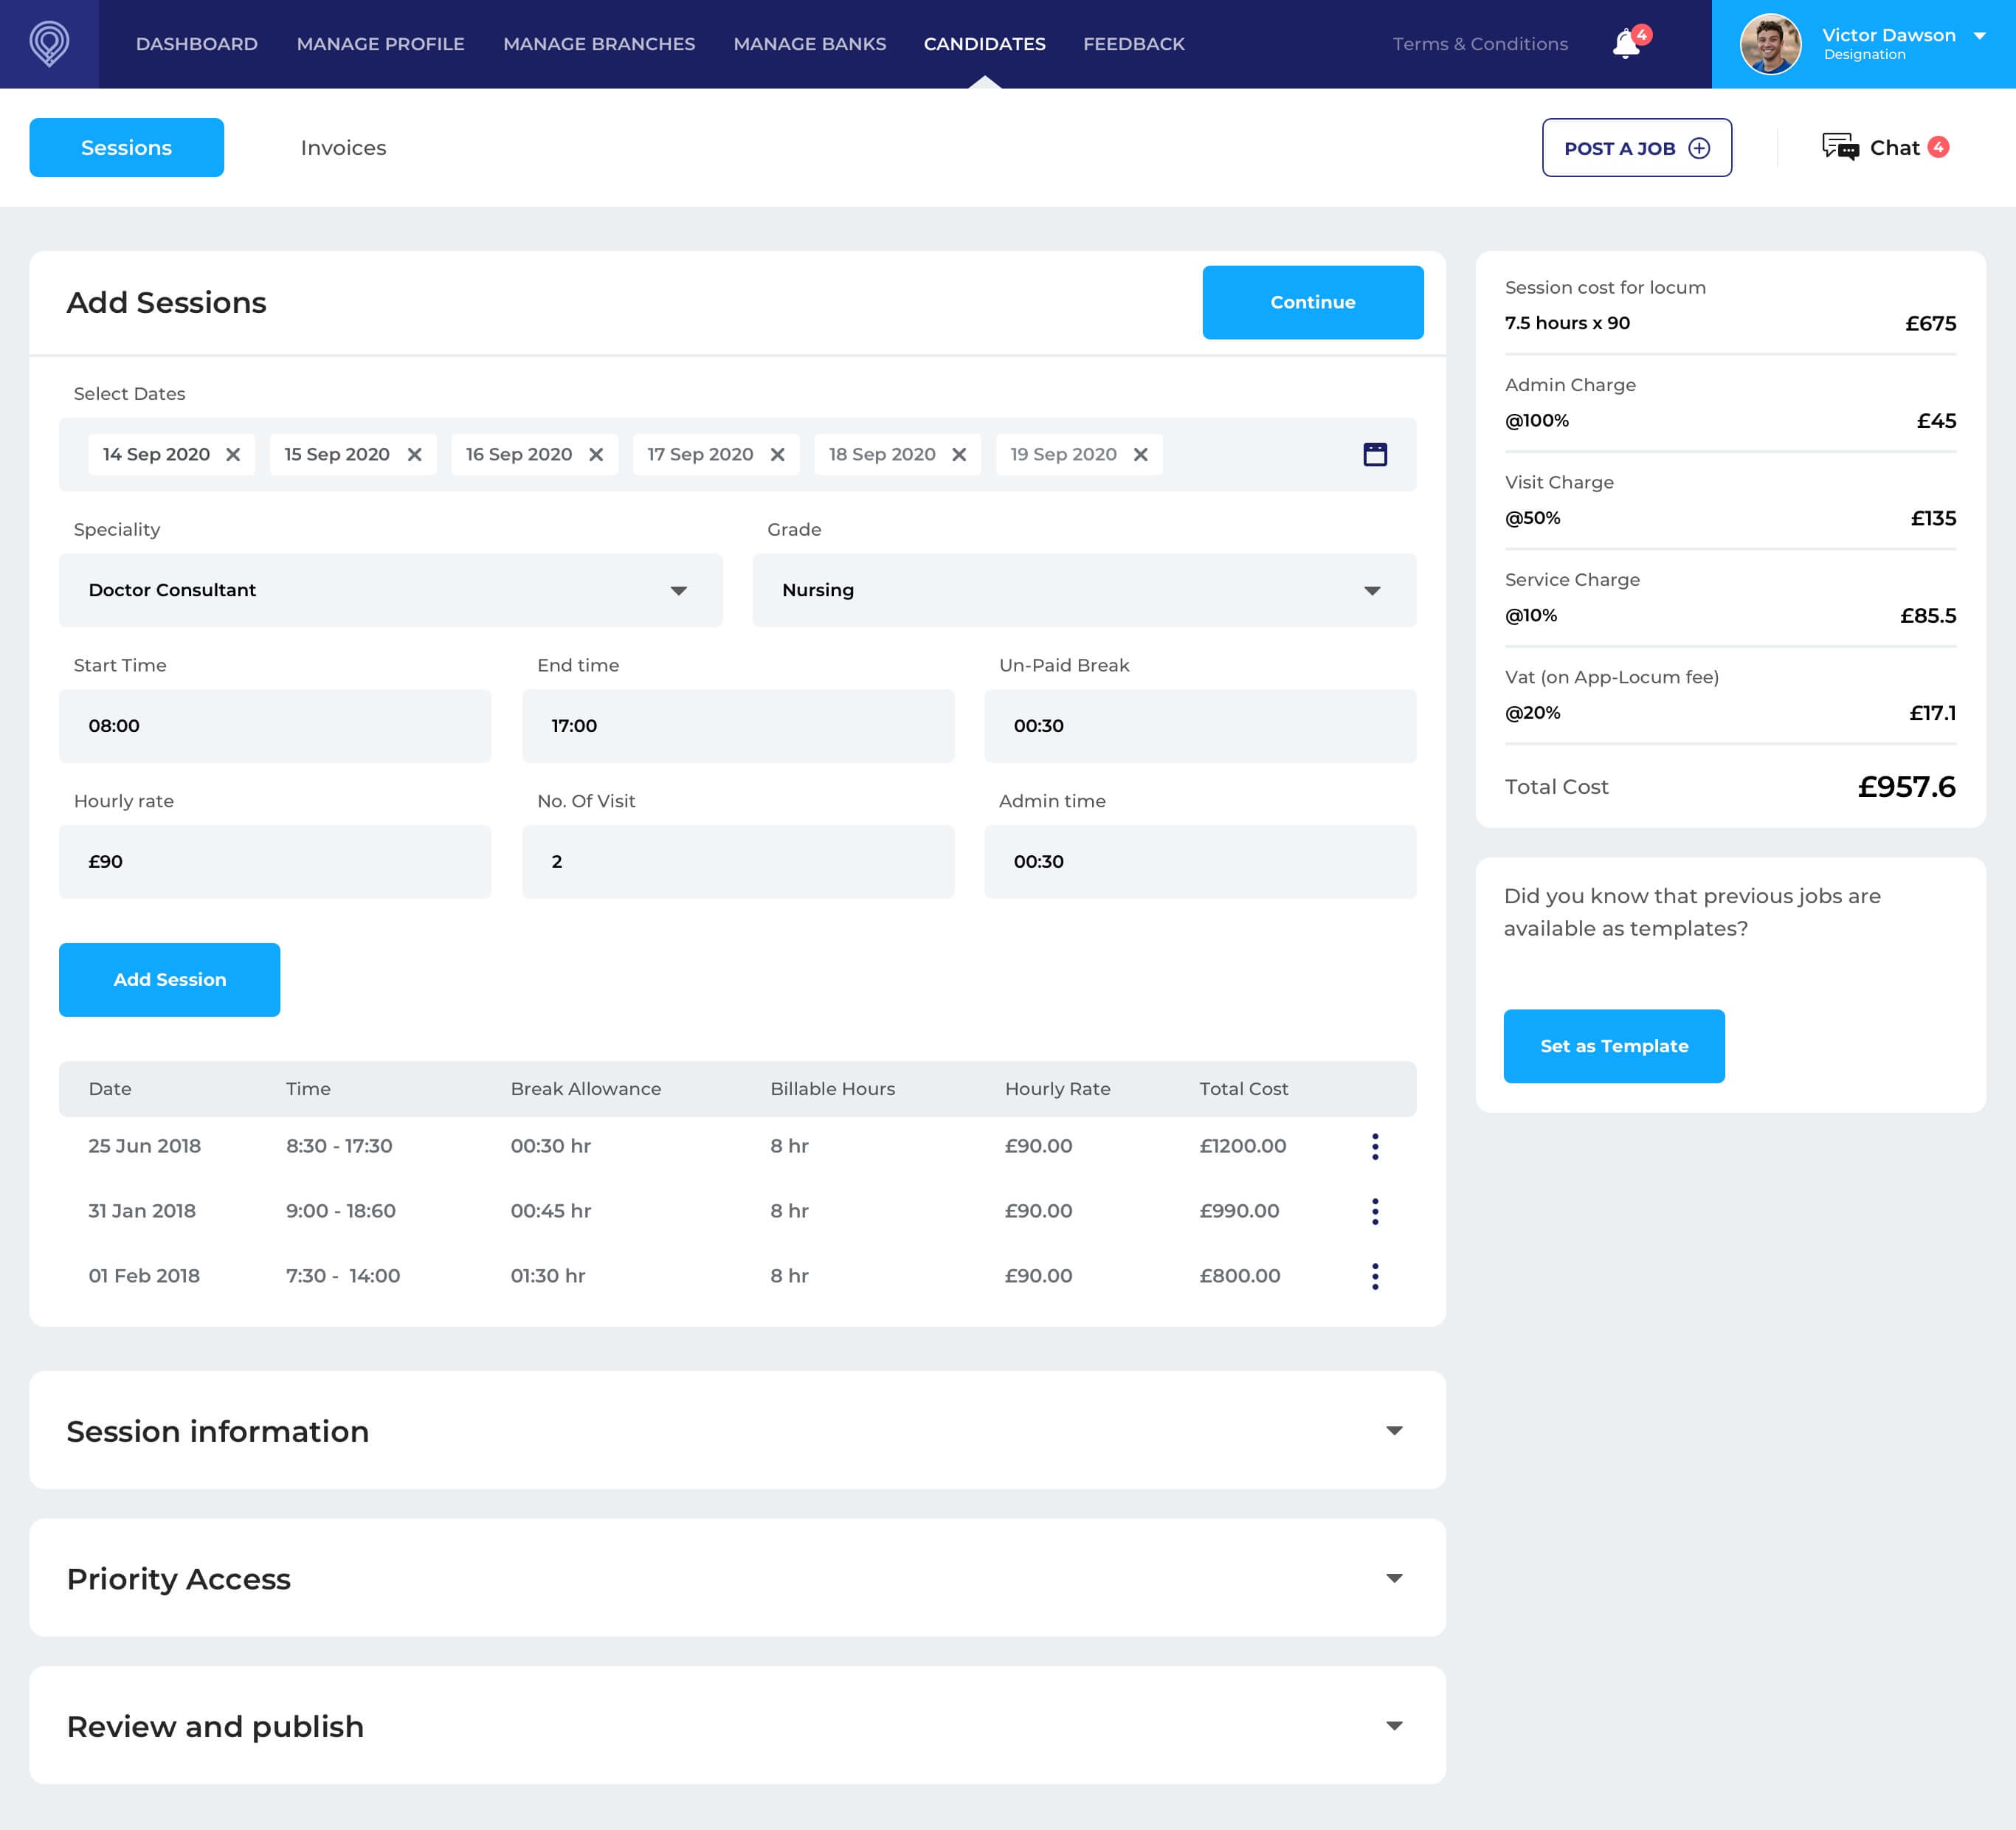 DASHBOARD MANAGE PROFILE MANAGE BRANCHES MANAGE BANKS CANDIDATES FEEDBACK Terms & Conditions 4 Victor Dawson
Designation
Sessions Invoices POST A JOB Chat 4
Add Sessions Continue
Select Dates
14 Sep 2020 15 Sep 2020 16 Sep 2020 17 Sep 2020 18 Sep 2020 19 Sep 2020
Speciality Grade
Doctor Consultant Nursing
Start Time End time Un-Paid Break
08:00 17:00 00:30
Hourly rate No. Of Visit Admin time
£90 2 00:30
Add Session
Date Time Break Allowance Billable Hours Hourly Rate Total Cost
25 Jun 2018 8:30 - 17:30 00:30 hr 8 hr £90.00 £1200.00
31 Jan 2018 9:00 - 18:60 00:45 hr 8 hr £90.00 £990.00
01 Feb 2018 7:30 - 14:00 01:30 hr 8 hr £90.00 £800.00
Session information
Priority Access
Review and publish
Session cost for locum
7.5 hours x 90 £675
Admin Charge
@100% £45
Visit Charge
@50% £135
Service Charge
@10% £85.5
Vat (on App-Locum fee)
@20% £17.1
Total Cost £957.6
Did you know that previous jobs are
available as templates?
Set as Template